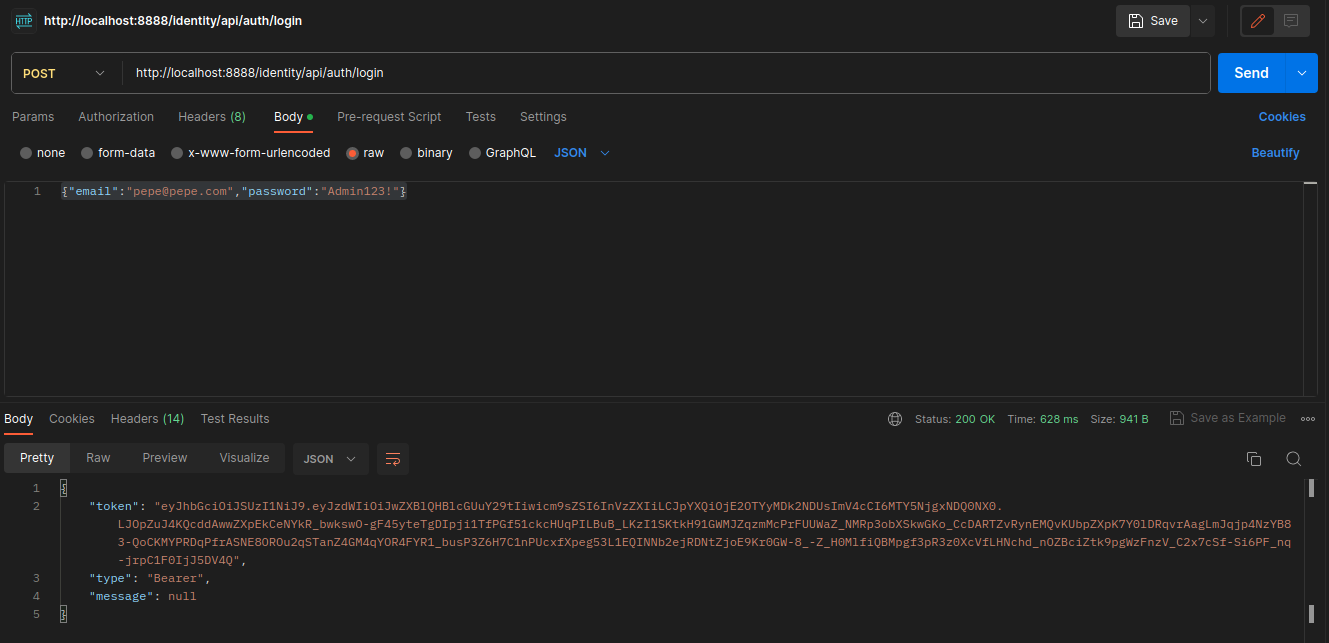 HTTP http://localhost:8888/identity/api/auth/login Save
POST http://localhost:8888/identity/api/auth/login Send
Params Authorization Headers (8) Body Pre-request Script Tests Settings Cookies
none form-data x-www-form-urlencoded raw binary GraphQL JSON Beautify
1 {"email":"pepe@pepe.com","password":"Admin123!"}
Body Cookies Headers (14) Test Results Status: 200 OK Time: 628 ms Size: 941 B Save as Example
Pretty Raw Preview Visualize JSON
1 {
2 "token": "eyJhbGciOiJSUzI1NiJ9.eyJzdWIiOiJwZXBlQHBlcGUuY29tIiwicm9sZSI6InVzZXIiLCJpYXQiOjE2OTYyMDk2NDUsImV4cCI6MTY5NjgxNDQ0NX0.
LJOpZuJ4KQcddAwwZXpEkCeNYkR_bwkswO-gF45yteTgDIpji1TfPGf51ckcHUqPILBuB_LKzI1SKtkH91GWMJZqzmMcPrFUUWaZ_NMRp3obXSkwGKo_CcDARTZvRynEMQvKUbpZXpK7Y0lDRqvrAagLmJqjp4NzYB8
3-QoCKMYPRDqPfrASNE8OROu2qSTanZ4GM4qYOR4FYR1_busP3Z6H7C1nPUcxfXpeg53L1EQINNb2ejRDNtZjoE9Kr0GW-8_-Z_H0MlfiQBMpgf3pR3z0XcVfLHNchd_nOZBciZtk9pgWzFnzV_C2x7cSf-Si6PF_nq
-jrpC1F0IjJ5DV4Q",
3 "type": "Bearer",
4 "message": null
5 }